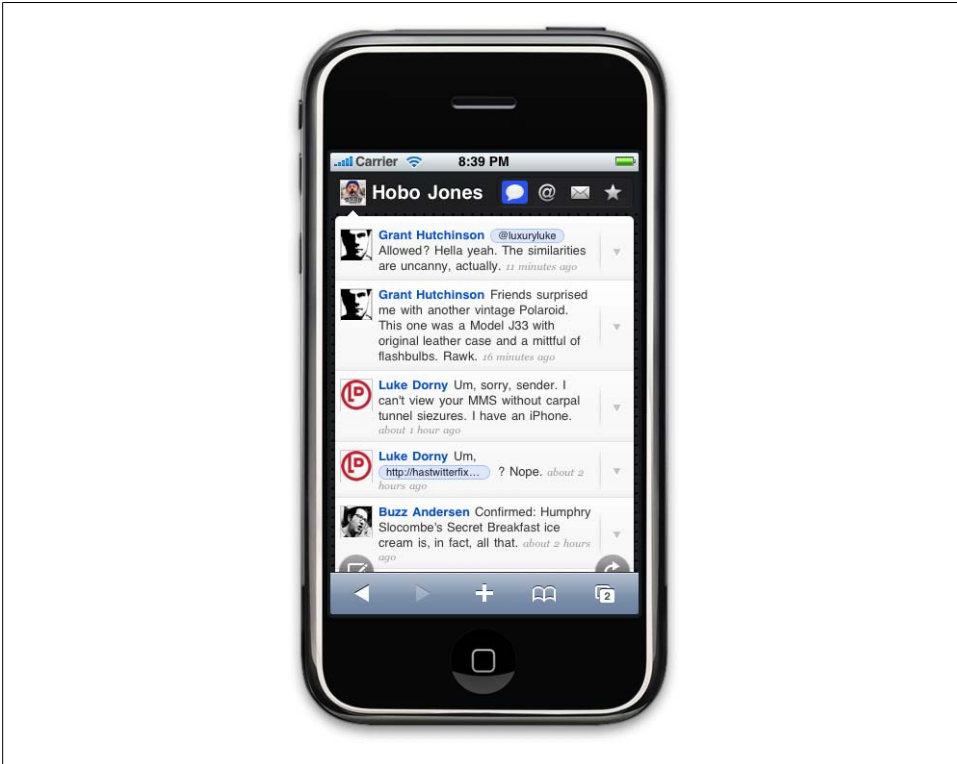 Carrier 8:39 PM
Hobo Jones @
Grant Hutchinson @luxuryluke
Allowed? Hella yeah. The similarities
are uncanny, actually. 11 minutes ago
Grant Hutchinson Friends surprised
me with another vintage Polaroid.
This one was a Model J33 with
original leather case and a mittful of
flashbulbs. Rawk. 16 minutes ago
Luke Dorny Um, sorry, sender. I
can't view your MMS without carpal
tunnel siezures. I have an iPhone.
about 1 hour ago
Luke Dorny Um,
http://hastwitterfix... ? Nope. about 2
hours ago
Buzz Andersen Confirmed: Humphry
Slocombe's Secret Breakfast ice
cream is, in fact, all that. about 2 hours
ago
2